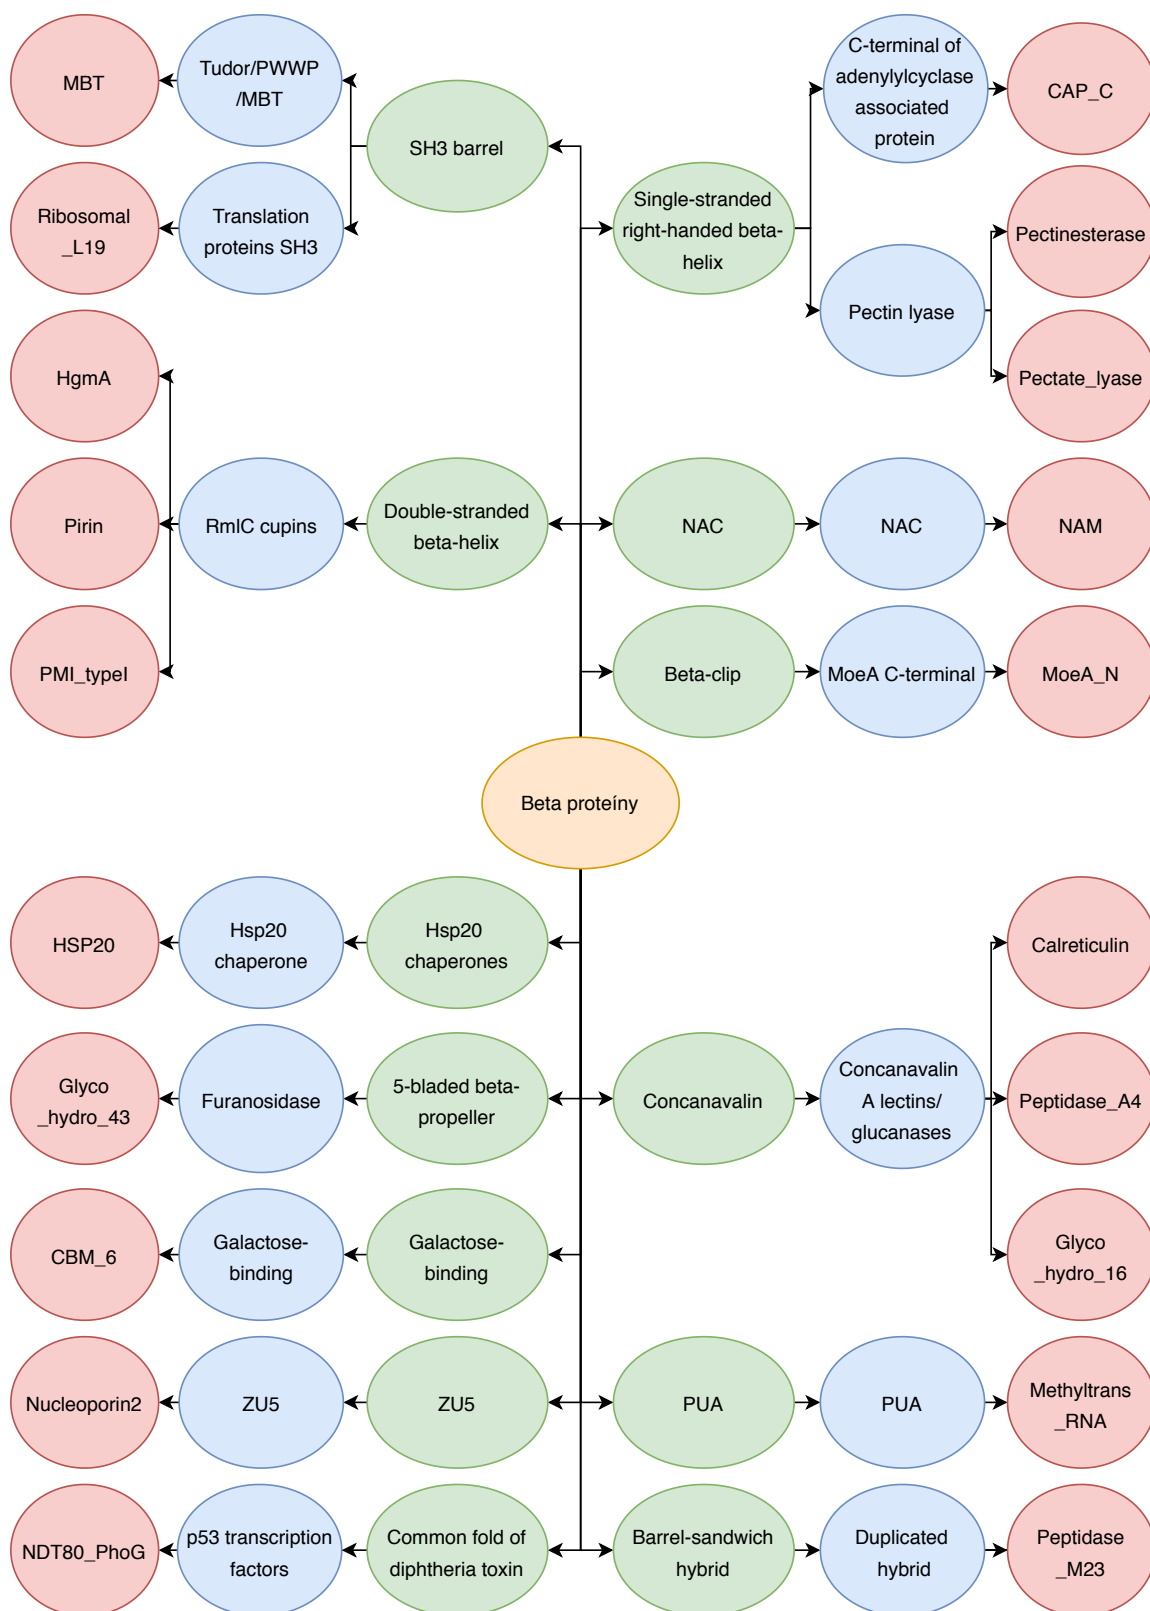 MBT
Tudor/PWWP
/MBT
SH3 barrel
Ribosomal
_L19
Translation
proteins SH3
C-terminal of
adenylylcyclase
associated
protein
CAP_C
Single-stranded
right-handed beta-
helix
Pectinesterase
Pectin lyase
Pectate_lyase
HgmA
Pirin
RmlC cupins
Double-stranded
beta-helix
PMI_typeI
NAC
NAC
NAM
Beta-clip
MoeA C-terminal
MoeA_N
Beta proteíny
HSP20
Hsp20
chaperone
Hsp20
chaperones
Glyco
_hydro_43
Furanosidase
5-bladed beta-
propeller
CBM_6
Galactose-
binding
Galactose-
binding
Nucleoporin2
ZU5
ZU5
NDT80_PhoG
p53 transcription
factors
Common fold of
diphtheria toxin
Calreticulin
Concanavalin
Concanavalin
A lectins/
glucanases
Peptidase_A4
Glyco
_hydro_16
PUA
PUA
Methyltrans
_RNA
Barrel-sandwich
hybrid
Duplicated
hybrid
Peptidase
_M23